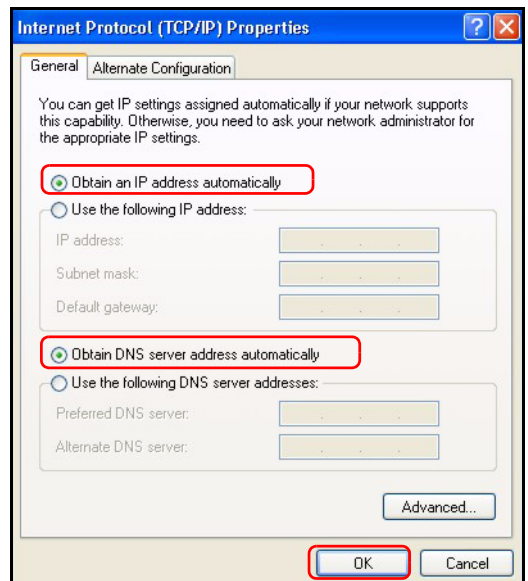 Internet Protocol (TCP/IP) Properties
General
Alternate Configuration
You can get IP settings assigned automatically if your network supports
this capability. Otherwise, you need to ask your network administrator for
the appropriate IP settings.
Obtain an IP address automatically
Use the following IP address:
IP address:
Subnet mask:
Default gateway:
Obtain DNS server address automatically
Use the following DNS server addresses:
Preferred DNS server:
Alternate DNS server:
Advanced...
OK
Cancel